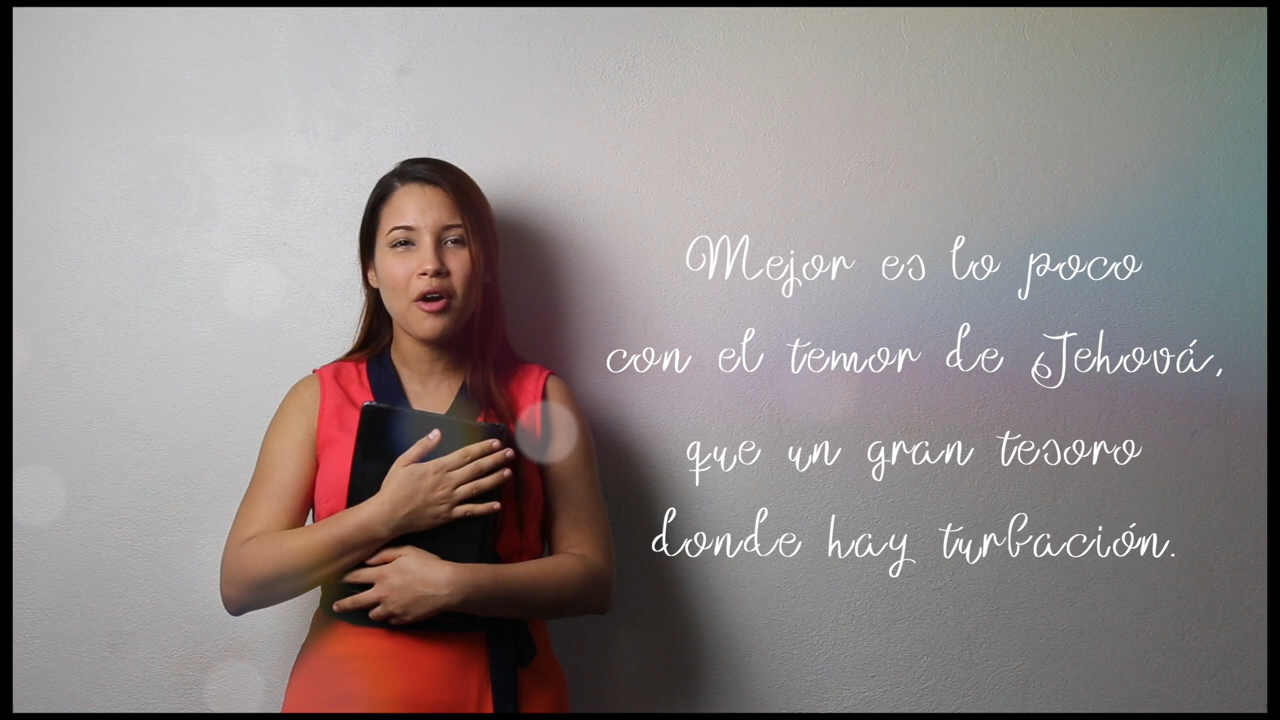 Mejor es lo poco
con el temor de Jehová,
que un gran tesoro
donde hay turbación.